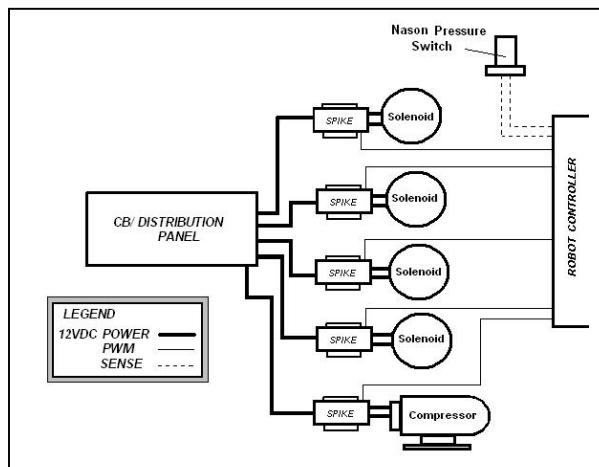 Nason Pressure
Switch
SPIKE
Solenoid
SPIKE
Solenoid
CB/ DISTRIBUTION
PANEL
ROBOT CONTROLLER
SPIKE
Solenoid
LEGEND
12VDC POWER
PWM
SENSE
SPIKE
Solenoid
SPIKE
Compressor